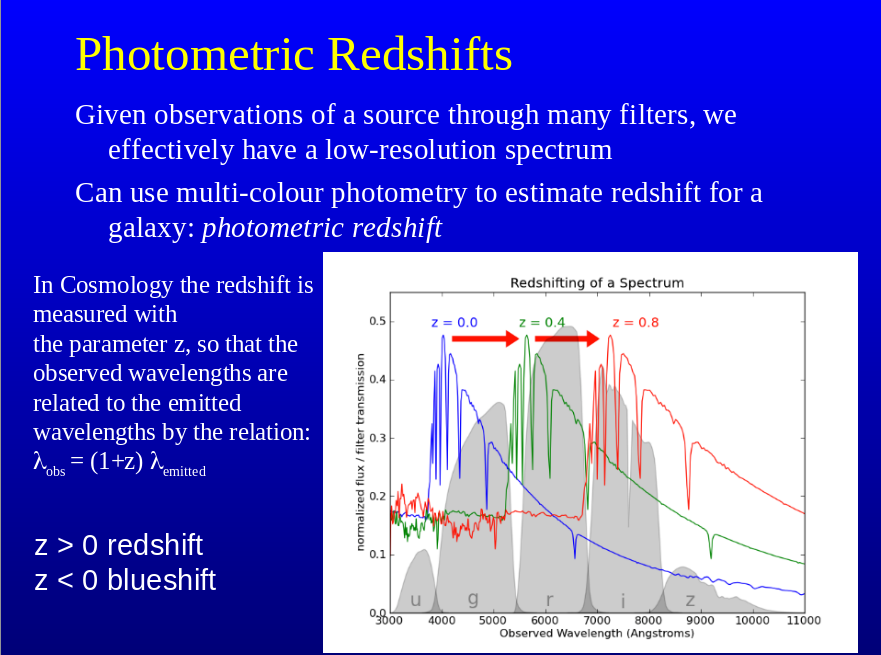 Photometric Redshifts
Given observations of a source through many filters, we
effectively have a low-resolution spectrum
Can use multi-colour photometry to estimate redshift for a
galaxy: photometric redshift
In Cosmology the redshift is
measured with
the parameter z, so that the
observed wavelengths are
related to the emitted
wavelengths by the relation:
λobs = (1+z) λemitted
z > 0 redshift
z < 0 blueshift
Redshifting of a Spectrum
z = 0.0 z = 0.4 z = 0.8
normalized flux / filter transmission
0.5
0.4
0.3
0.2
0.1
0.0
u g r i z
3000 4000 5000 6000 7000 8000 9000 10000 11000
Observed Wavelength (Angstroms)